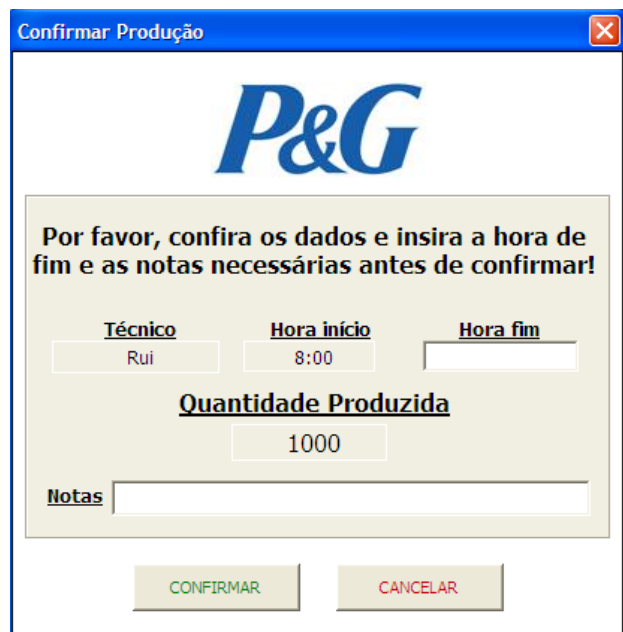 Confirmar Produção
P&G
Por favor, confira os dados e insira a hora de
fim e as notas necessárias antes de confirmar!
Técnico Hora início Hora fim
Rui 8:00
Quantidade Produzida
1000
Notas
CONFIRMAR CANCELAR